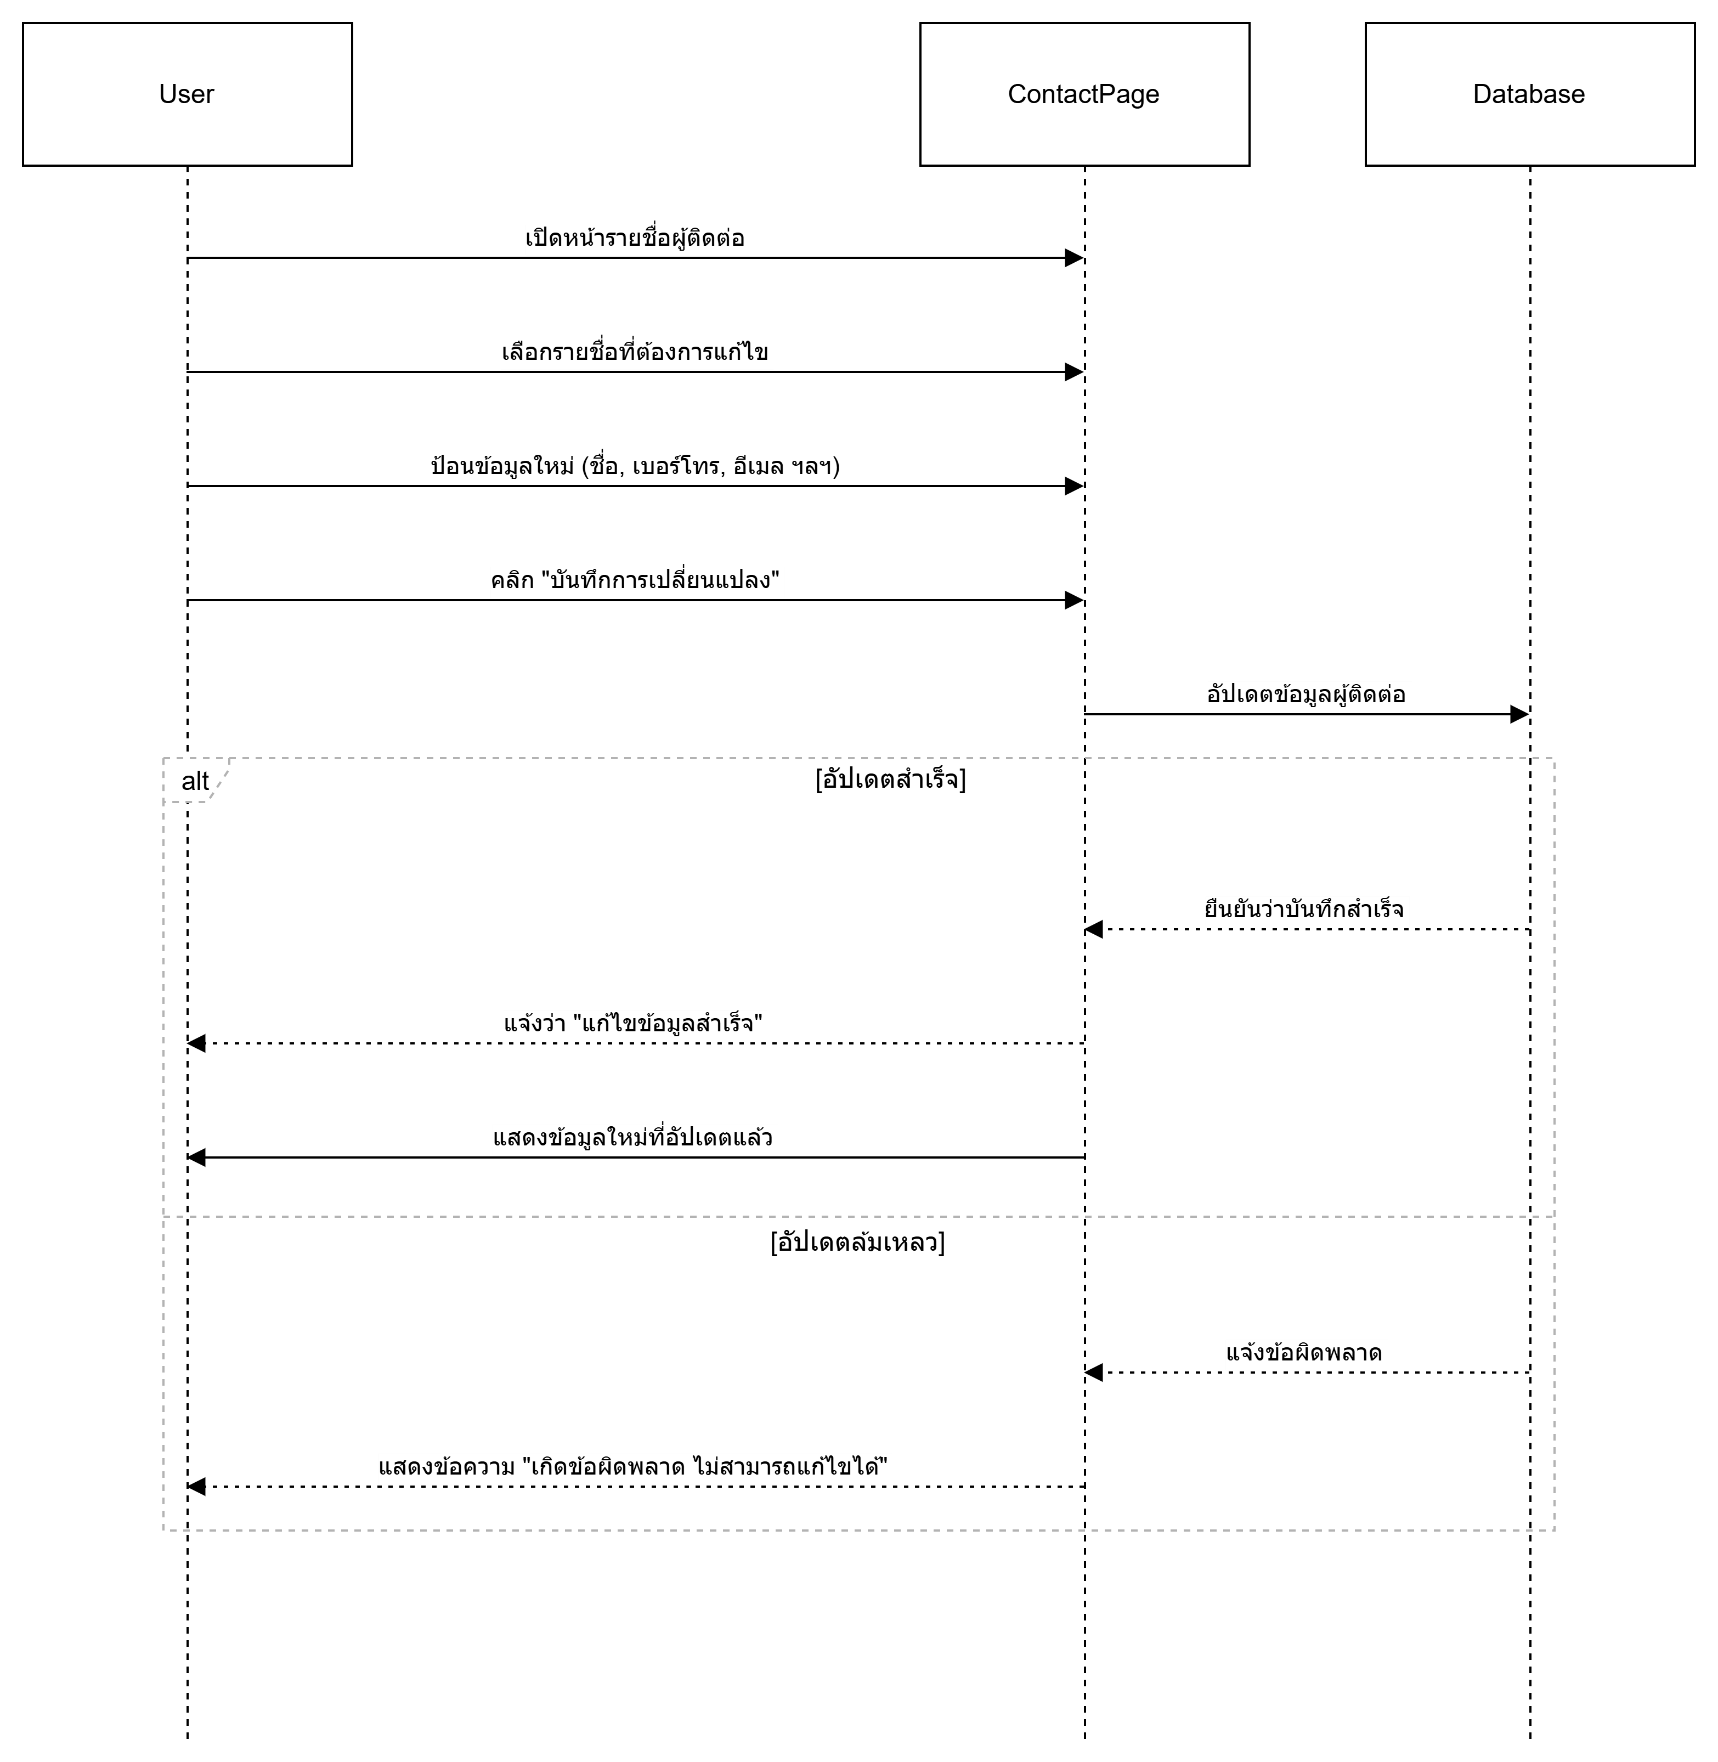 User
ContactPage
Database
เปิดหน้ารายชื่อผู้ติดต่อ
เลือกรายชื่อที่ต้องการแก้ไข
ป้อนข้อมูลใหม่ (ชื่อ, เบอร์โทร, อีเมล ฯลฯ)
คลิก "บันทึกการเปลี่ยนแปลง"
อัปเดตข้อมูลผู้ติดต่อ
alt
[อัปเดตสำเร็จ]
ยืนยันว่าบันทึกสำเร็จ
แจ้งว่า "แก้ไขข้อมูลสำเร็จ"
แสดงข้อมูลใหม่ที่อัปเดตแล้ว
[อัปเดตล้มเหลว]
แจ้งข้อผิดพลาด
แสดงข้อความ "เกิดข้อผิดพลาด ไม่สามารถแก้ไขได้"